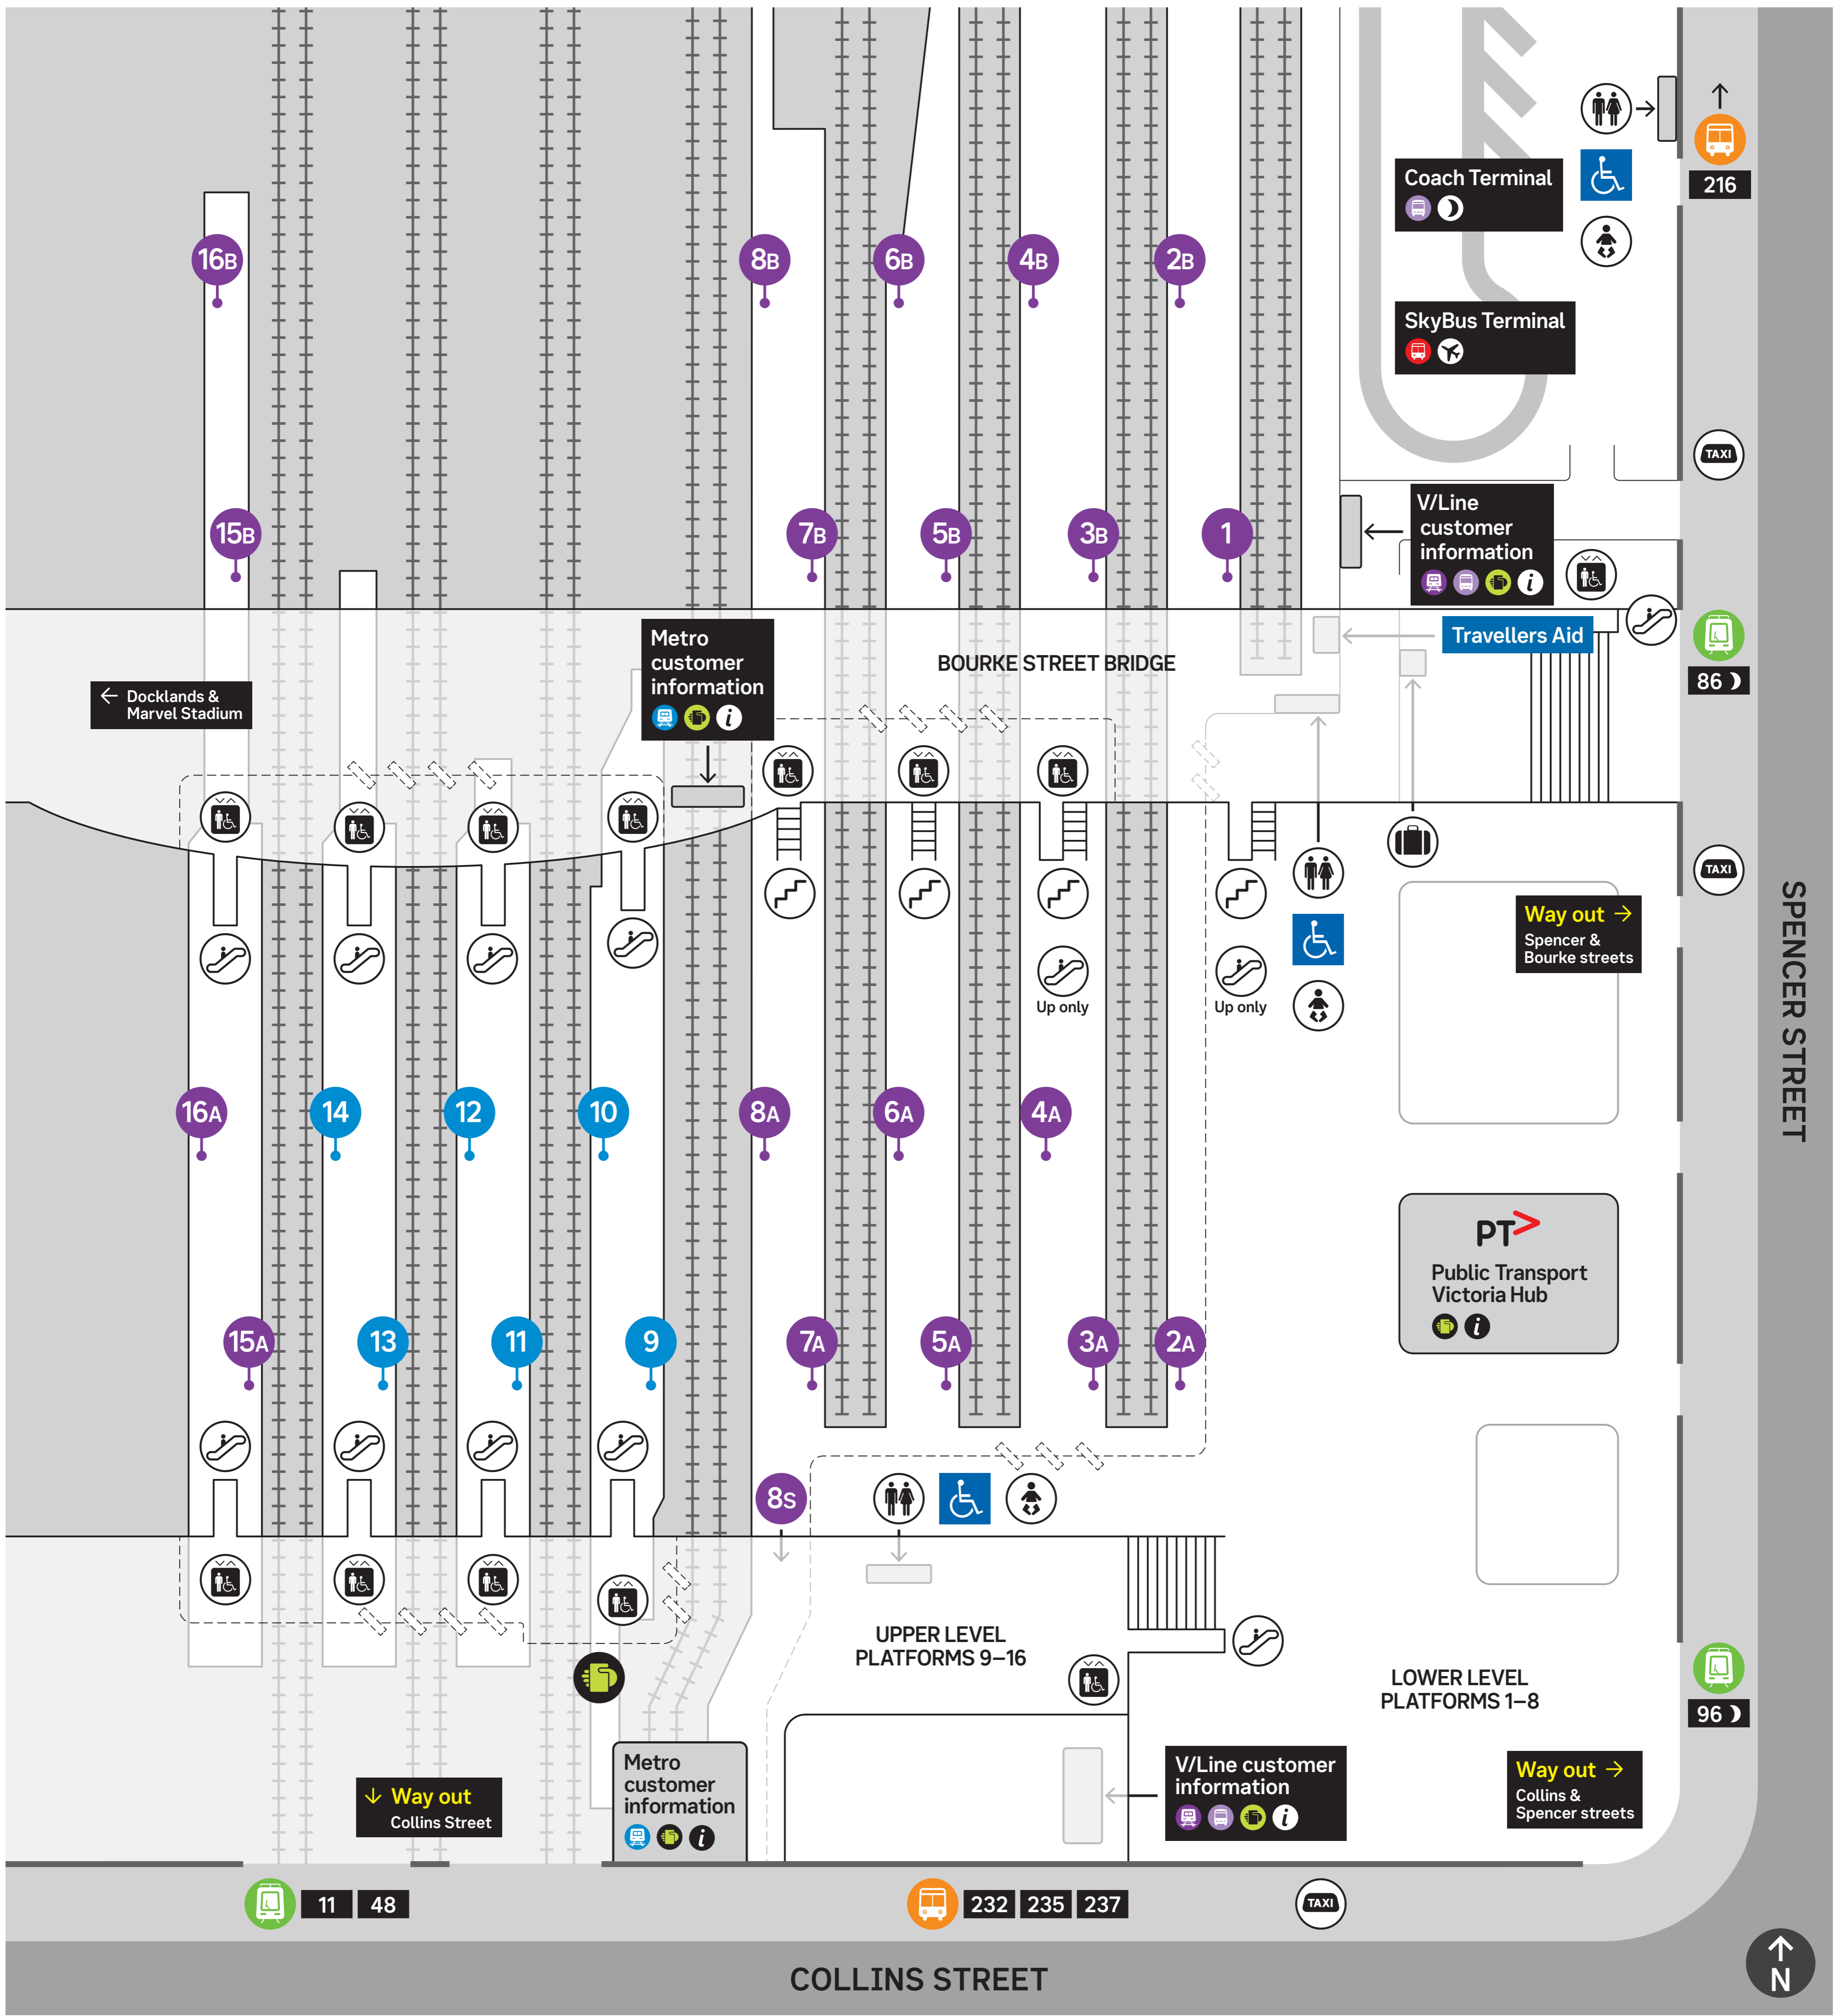 Coach Terminal
216
16B
8B
6B
4B
2B
SkyBus Terminal
TAXI
V/Line
customer
information
i
15B
7B
5B
3B
1
Metro
customer
information
i
BOURKE STREET BRIDGE
Travellers Aid
86
← Docklands &
Marvel Stadium
TAXI
Way out →
Spencer &
Bourke streets
Up only
Up only
SPENCER STREET
16A
14
12
10
8A
6A
4A
PT>
Public Transport
Victoria Hub
i
15A
13
11
9
7A
5A
3A
2A
8S
UPPER LEVEL
PLATFORMS 9–16
LOWER LEVEL
PLATFORMS 1–8
96
Metro
customer
information
i
V/Line customer
information
i
Way out →
Collins &
Spencer streets
↓ Way out
Collins Street
11
48
232
235
237
TAXI
COLLINS STREET
N